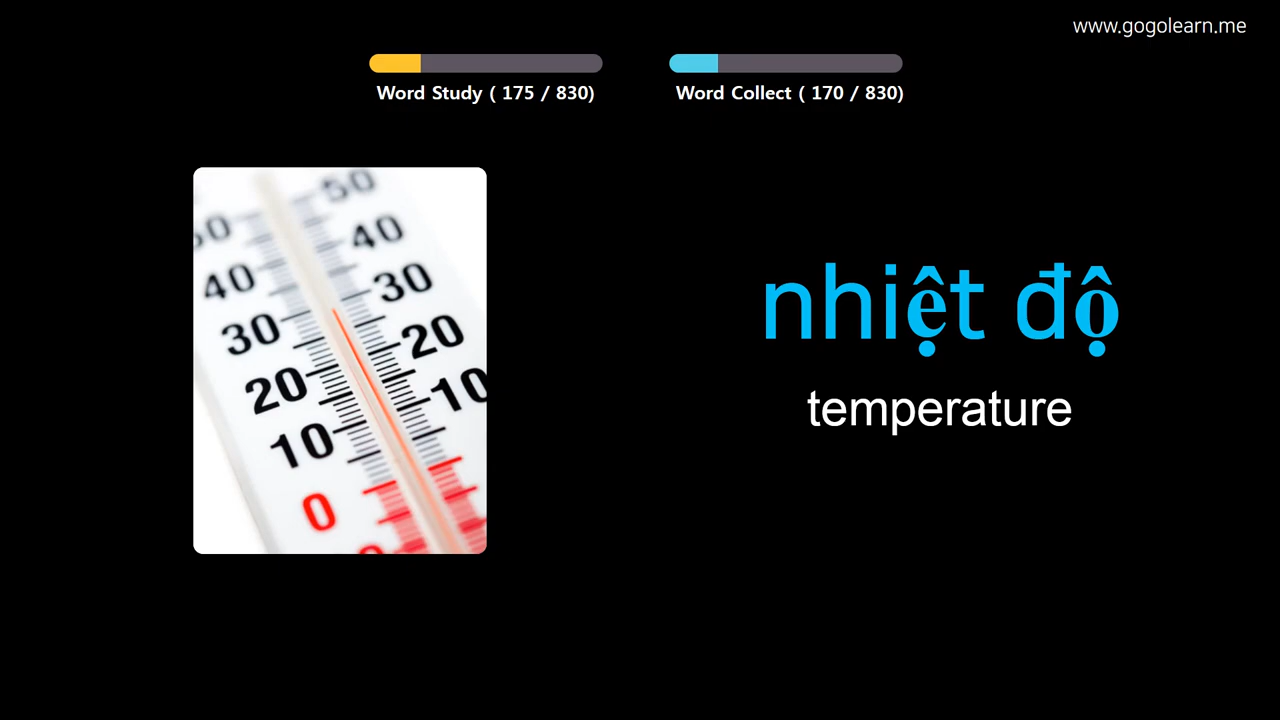 www.gogolearn.me
Word Study ( 175 / 830)
Word Collect ( 170 / 830)
50
40
30
20
10
40
30
20
10
0
nhiệt độ
temperature